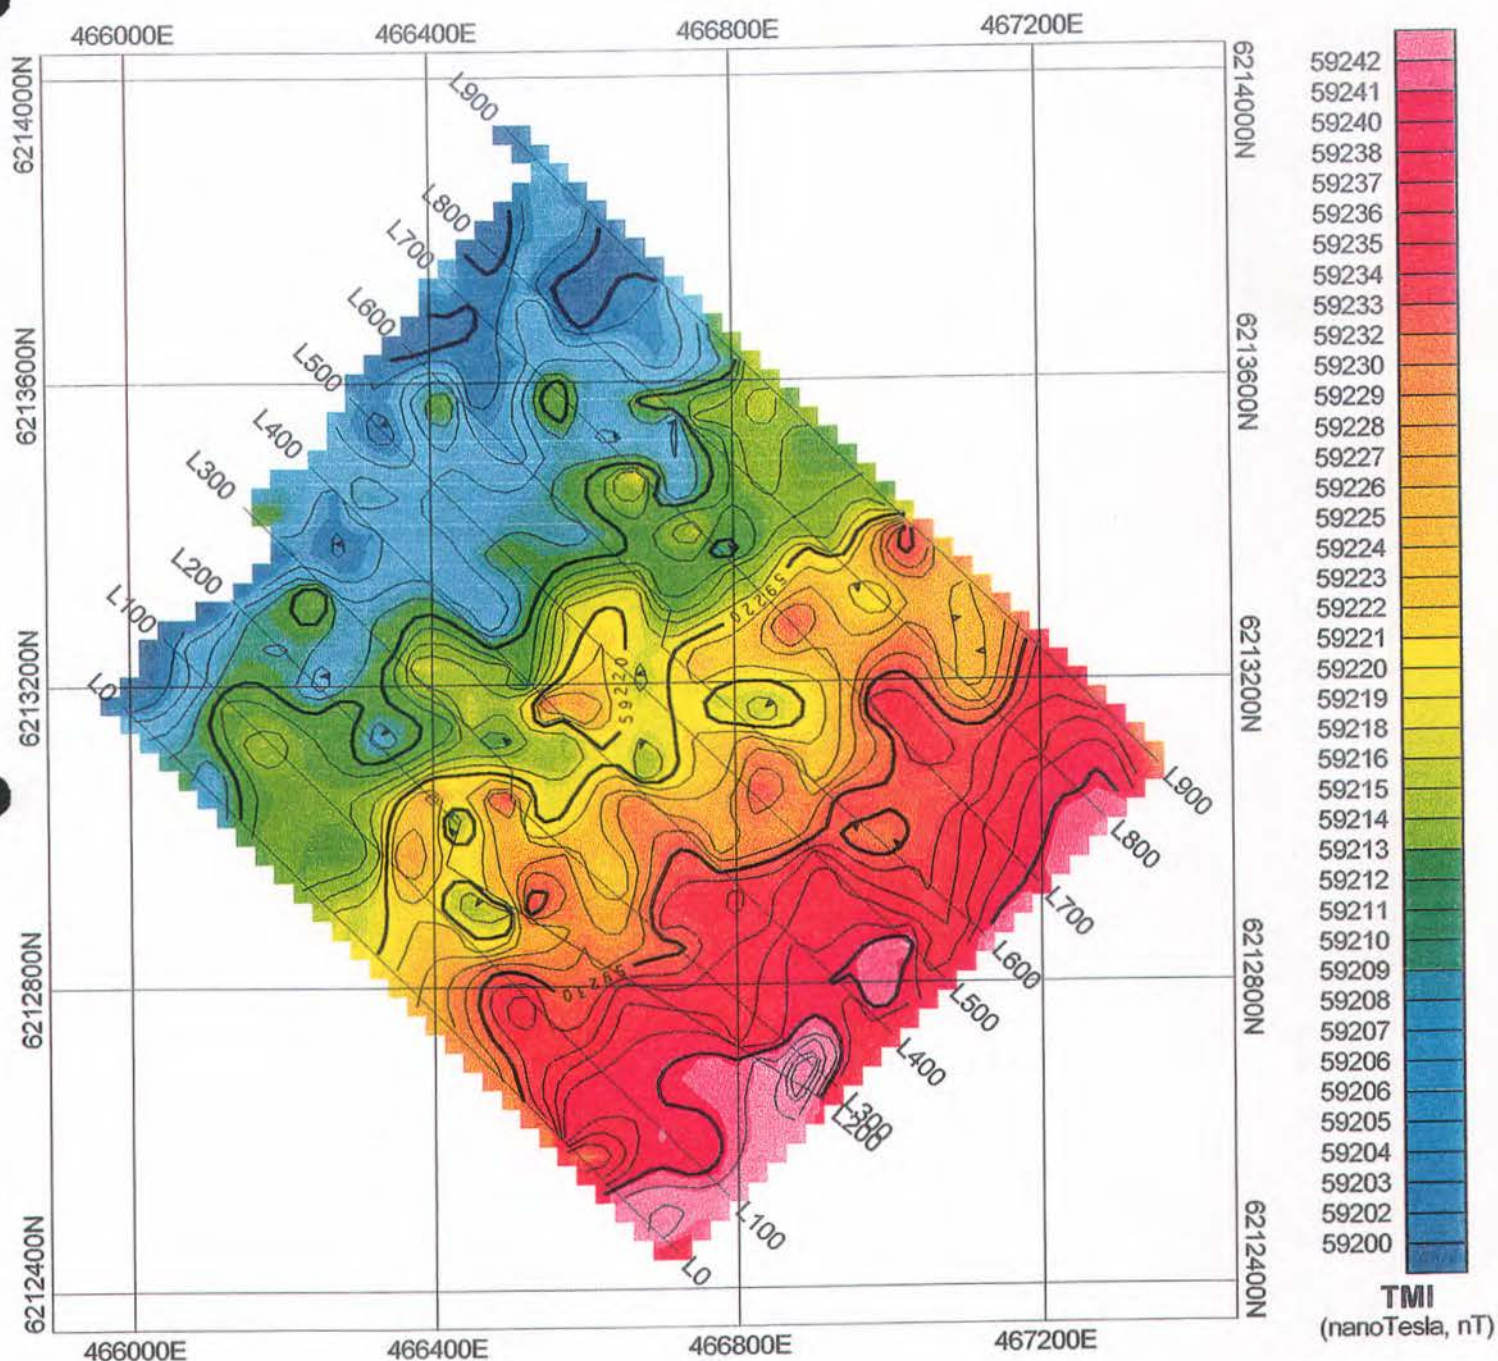 466000E 466400E 466800E 467200E
6214000N
6213600N
6213200N
6212800N
6212400N
6214000N
6213600N
6213200N
6212800N
6212400N
L900
L800
L700
L600
L500
L400
L300
L200
L100
L0
59220
59220
59210
L900
L800
L700
L600
L500
L400
L300
L200
L100
L0
466000E 466400E 466800E 467200E
59242
59241
59240
59238
59237
59236
59235
59234
59233
59232
59230
59229
59228
59227
59226
59225
59224
59223
59222
59221
59220
59219
59218
59216
59215
59214
59213
59212
59211
59210
59209
59208
59207
59206
59206
59205
59204
59203
59202
59200
TMI
(nanoTesla, nT)